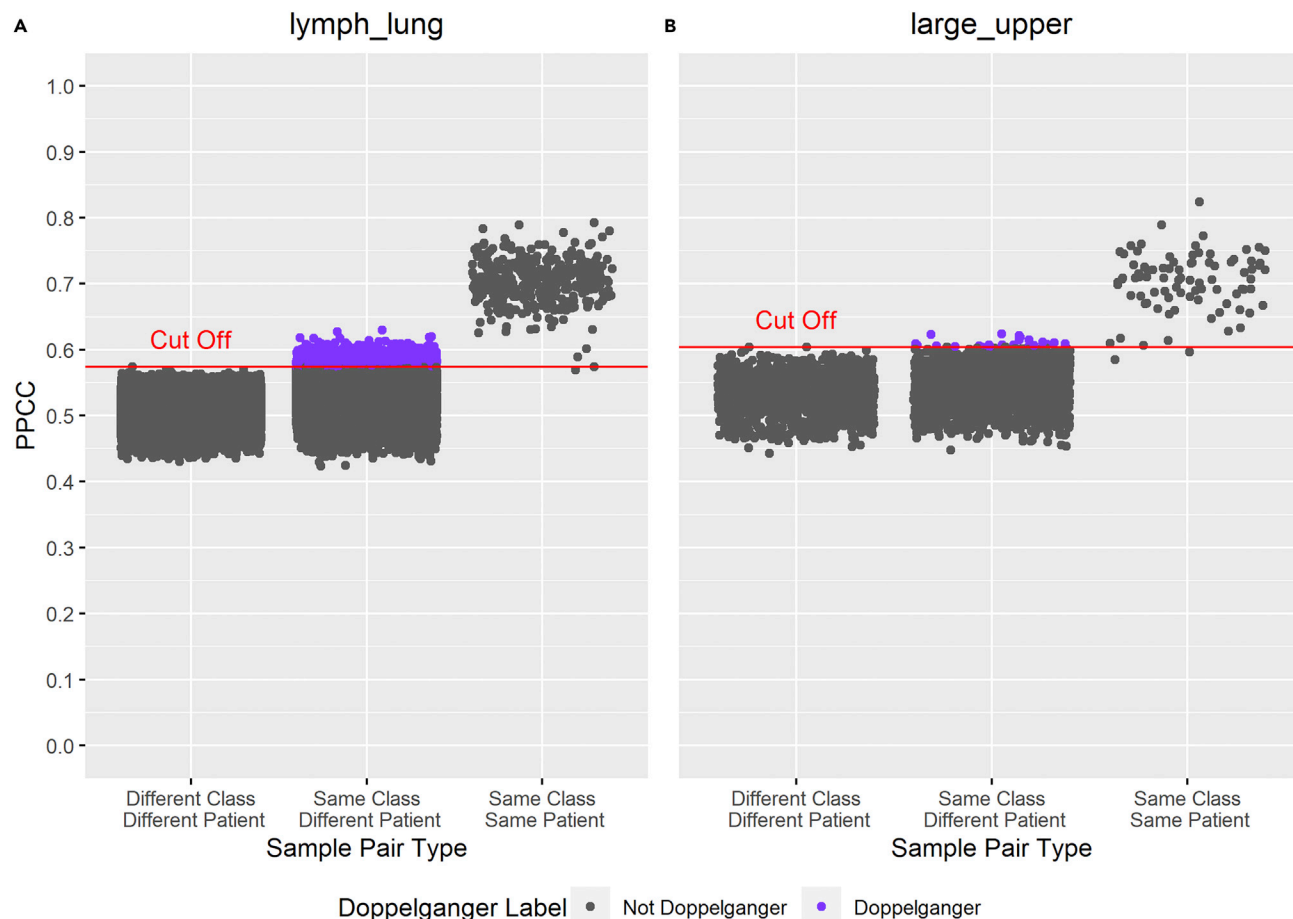 A
lymph_lung
B
large_upper
1.0
0.9
0.8
0.7
0.6
0.5
0.4
0.3
0.2
0.1
0.0
PPCC
Cut Off
Cut Off
Different Class
Different Patient
Same Class
Different Patient
Same Class
Same Patient
Different Class
Different Patient
Same Class
Different Patient
Same Class
Same Patient
Sample Pair Type
Sample Pair Type
Doppelganger Label
Not Doppelganger
Doppelganger